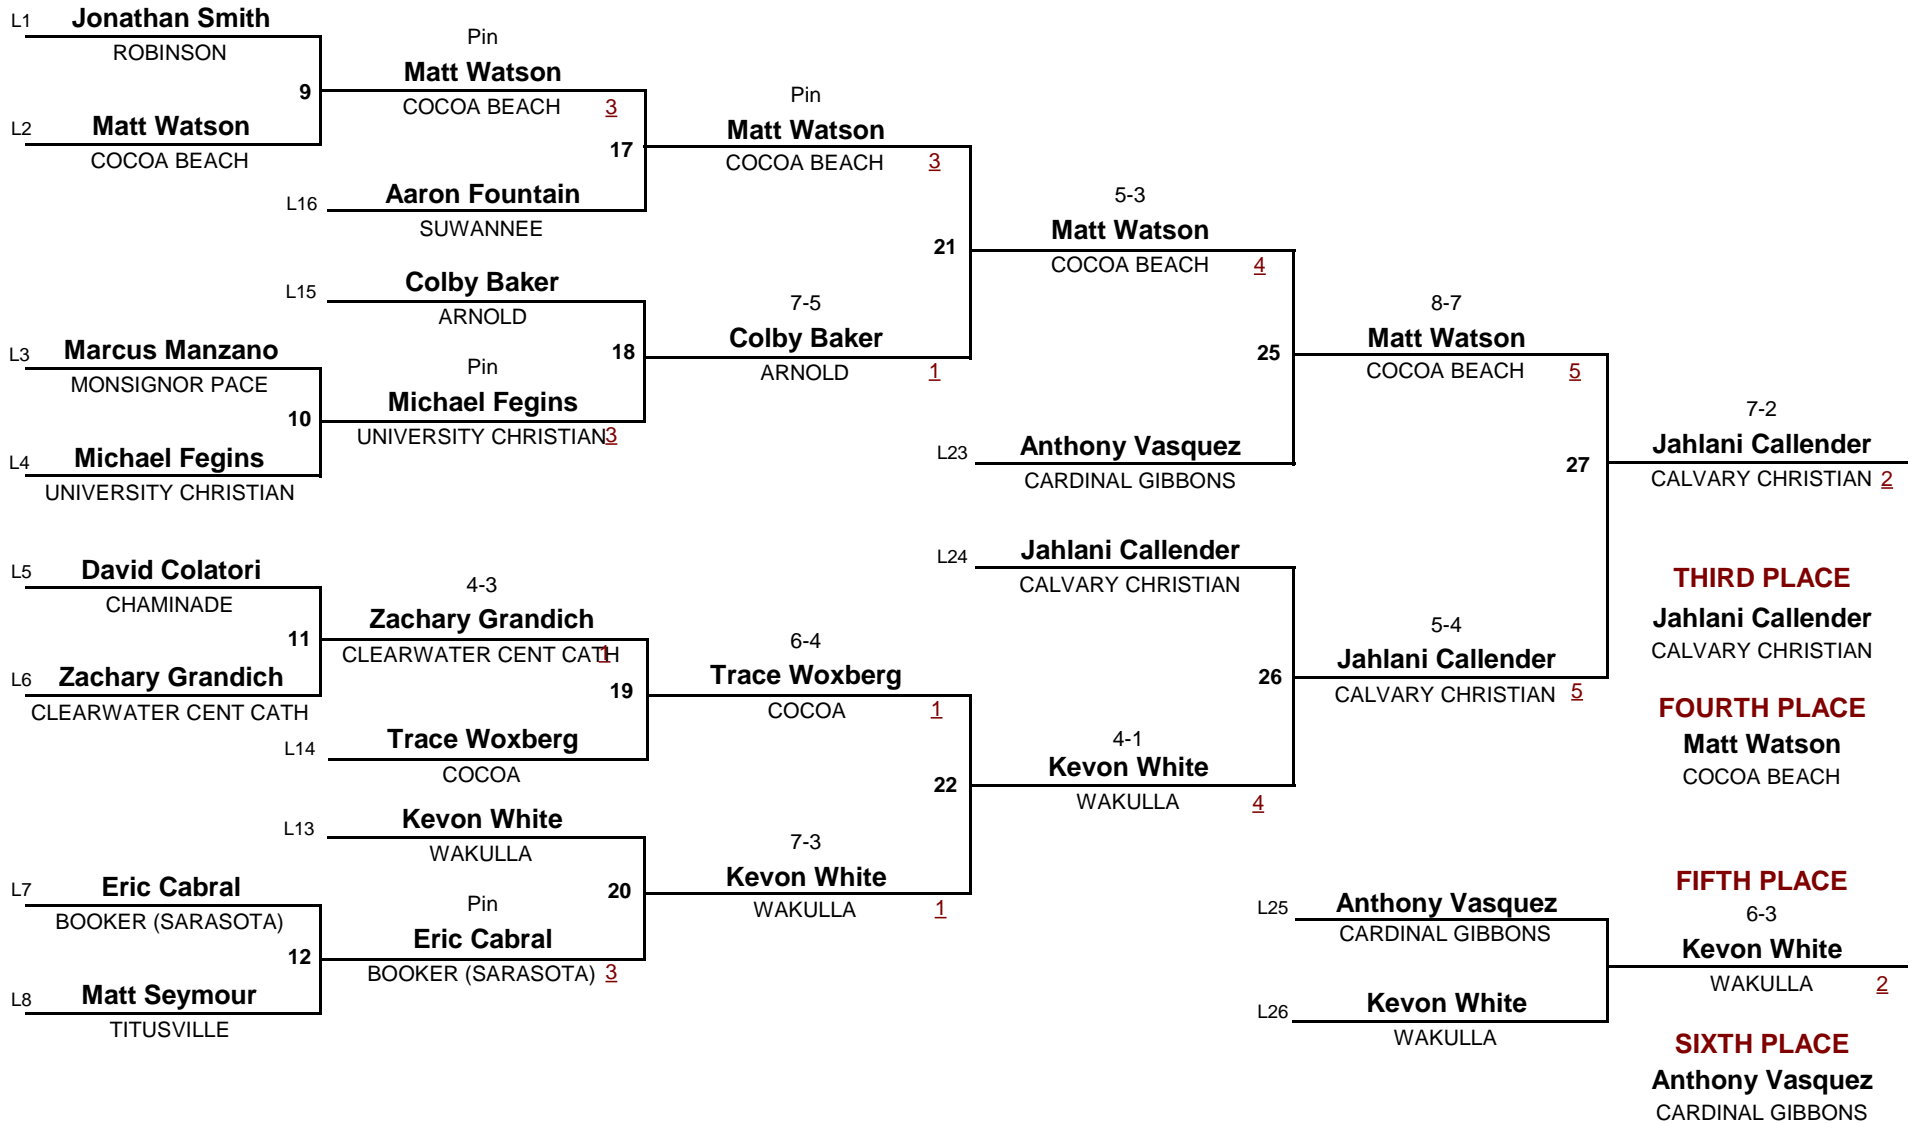 L1 Jonathan Smith
ROBINSON
9
L2 Matt Watson
COCOA BEACH
L3 Marcus Manzano
MONSIGNOR PACE
10
L4 Michael Fegins
UNIVERSITY CHRISTIAN
L5 David Colatori
CHAMINADE
11
L6 Zachary Grandich
CLEARWATER CENT CATH
L7 Eric Cabral
BOOKER (SARASOTA)
12
L8 Matt Seymour
TITUSVILLE
Pin
Matt Watson
COCOA BEACH 3
17
L16 Aaron Fountain
SUWANNEE
L15 Colby Baker
ARNOLD
18
Pin
Michael Fegins
UNIVERSITY CHRISTIAN 3
4-3
Zachary Grandich
CLEARWATER CENT CATH 1
19
L14 Trace Woxberg
COCOA
L13 Kevon White
WAKULLA
20
Pin
Eric Cabral
BOOKER (SARASOTA) 3
Pin
Matt Watson
COCOA BEACH 3
21
7-5
Colby Baker
ARNOLD 1
6-4
Trace Woxberg
COCOA 1
22
7-3
Kevon White
WAKULLA 1
5-3
Matt Watson
COCOA BEACH 4
25
L23 Anthony Vasquez
CARDINAL GIBBONS
L24 Jahlani Callender
CALVARY CHRISTIAN
26
4-1
Kevon White
WAKULLA 4
8-7
Matt Watson
COCOA BEACH 5
27
5-4
Jahlani Callender
CALVARY CHRISTIAN 5
7-2
Jahlani Callender
CALVARY CHRISTIAN 2
THIRD PLACE
Jahlani Callender
CALVARY CHRISTIAN
FOURTH PLACE
Matt Watson
COCOA BEACH
L25 Anthony Vasquez
CARDINAL GIBBONS
L26 Kevon White
WAKULLA
FIFTH PLACE
6-3
Kevon White
WAKULLA 2
SIXTH PLACE
Anthony Vasquez
CARDINAL GIBBONS